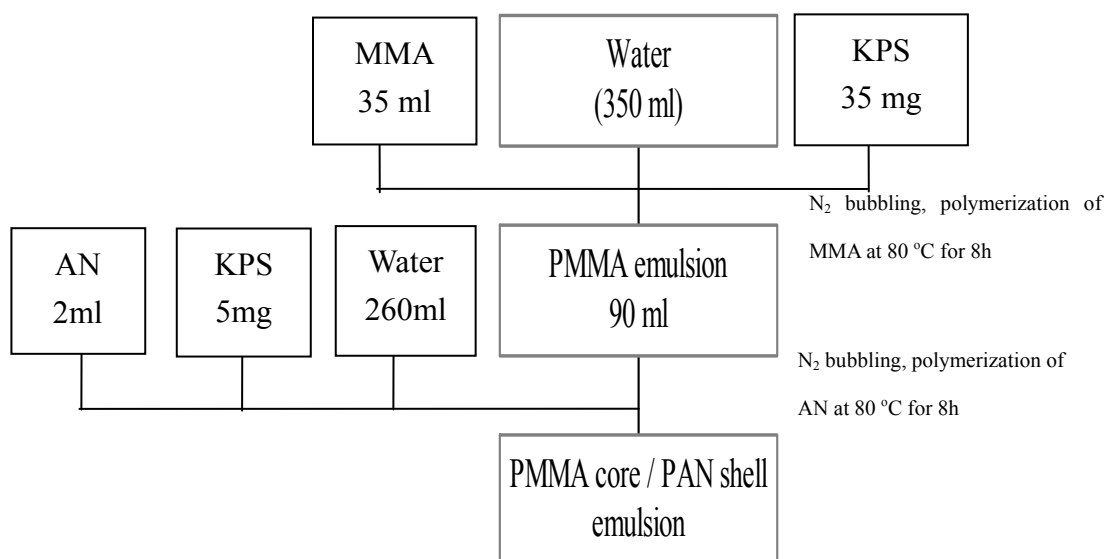 MMA
35 ml
Water
(350 ml)
KPS
35 mg
N₂ bubbling, polymerization of
MMA at 80 °C for 8h
AN
2ml
KPS
5mg
Water
260ml
PMMA emulsion
90 ml
N₂ bubbling, polymerization of
AN at 80 °C for 8h
PMMA core / PAN shell
emulsion